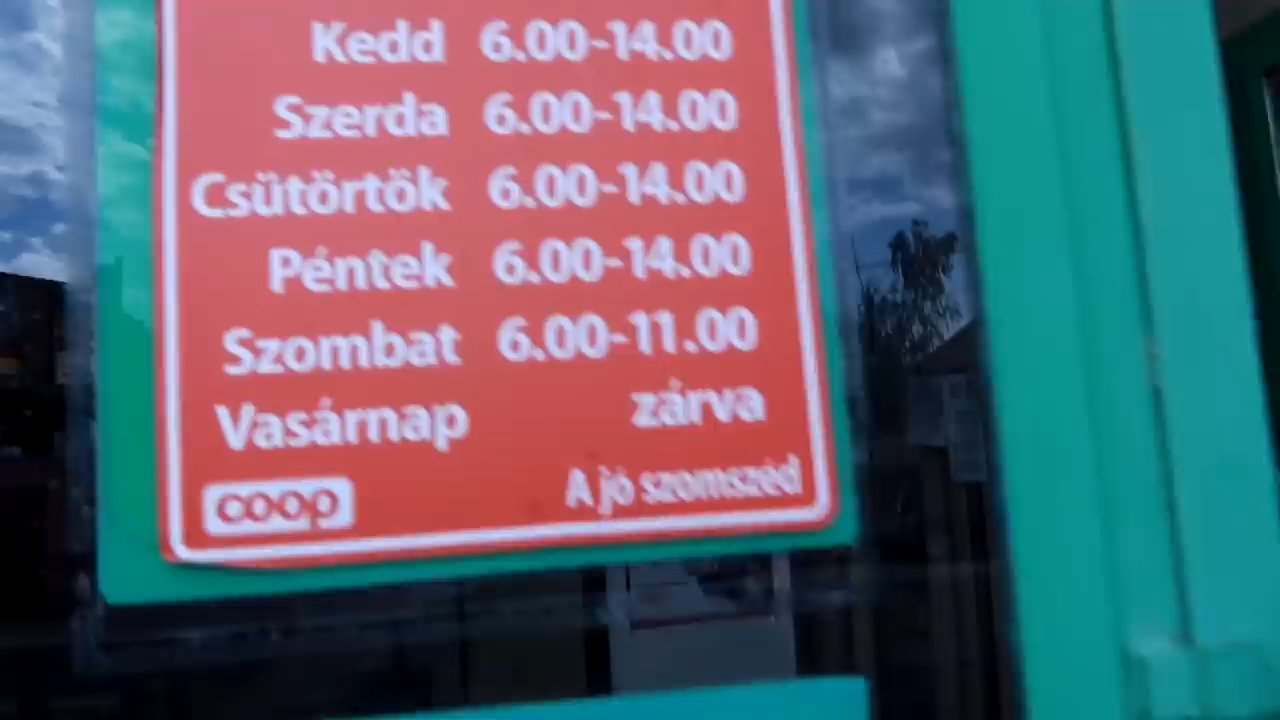 Kedd 6.00-14.00
Szerda 6.00-14.00
Csütörtök 6.00-14.00
Péntek 6.00-14.00
Szombat 6.00-11.00
Vasárnap zárva
coop A jó szomszéd